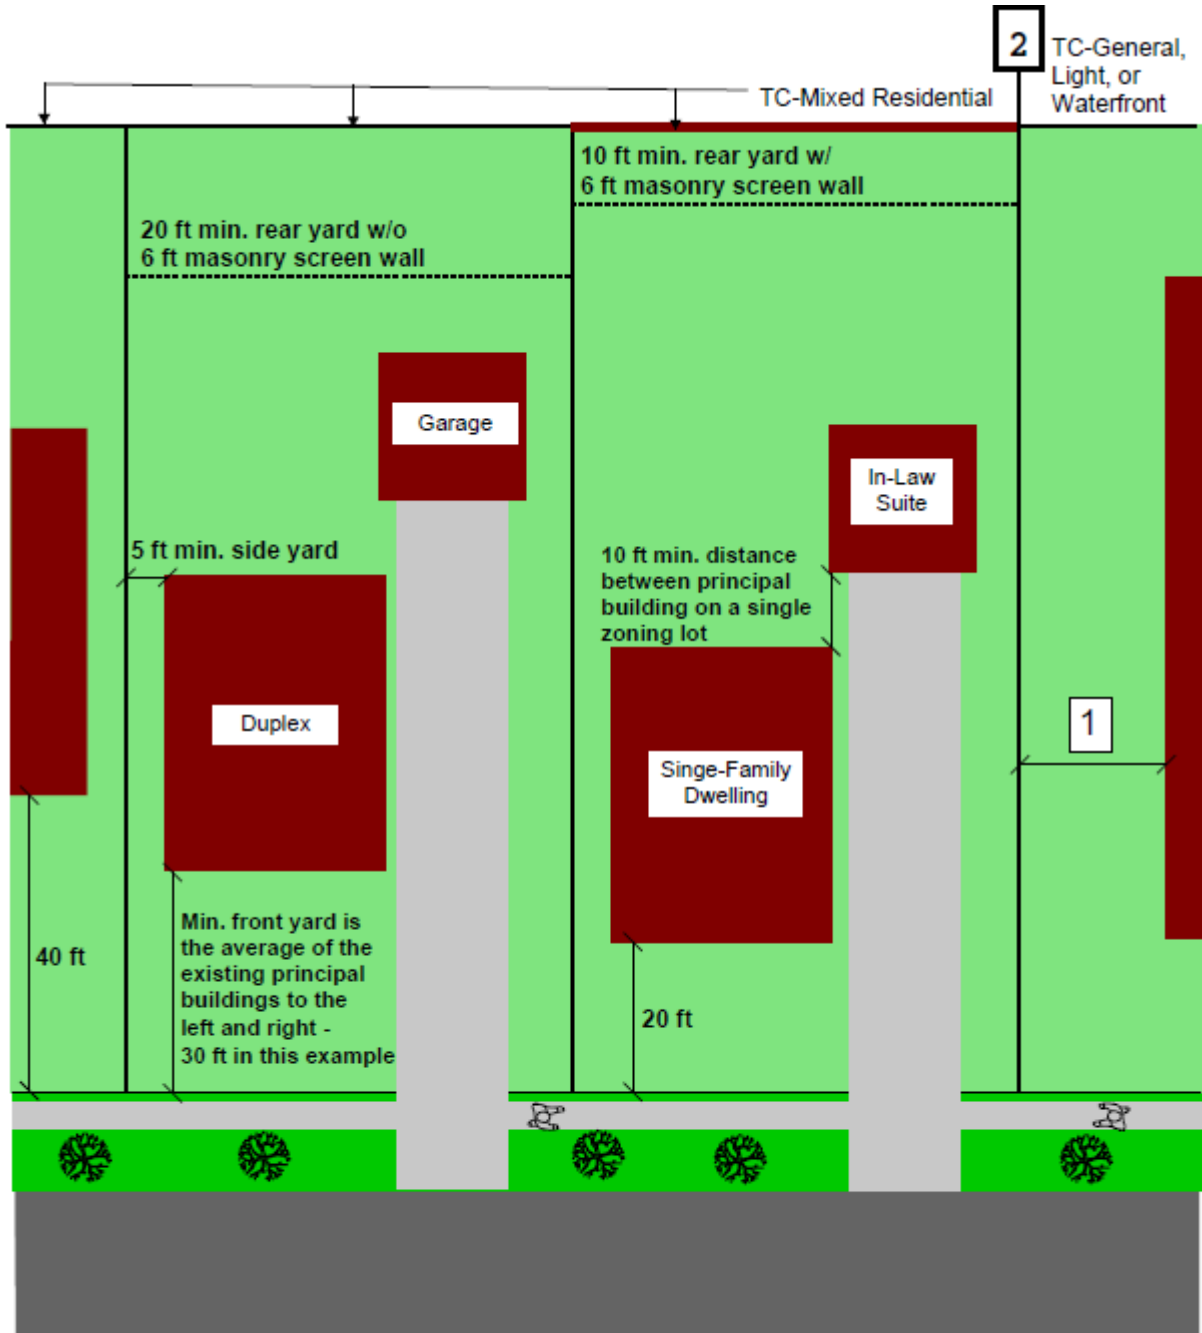 2
TC-General,
Light, or
Waterfront
TC-Mixed Residential
10 ft min. rear yard w/
6 ft masonry screen wall
20 ft min. rear yard w/o
6 ft masonry screen wall
Garage
In-Law
Suite
5 ft min. side yard
10 ft min. distance
between principal
building on a single
zoning lot
Duplex
1
Singe-Family
Dwelling
40 ft
Min. front yard is
the average of the
existing principal
buildings to the
left and right -
30 ft in this example
20 ft